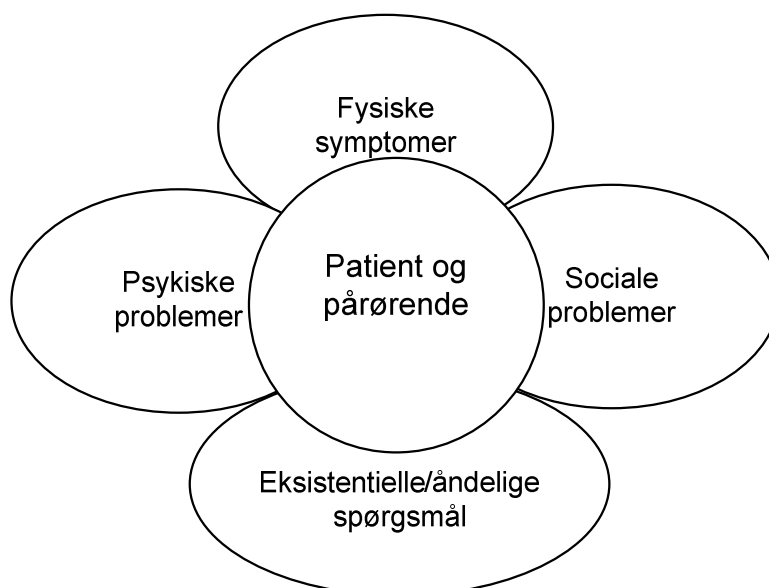 Fysiske
symptomer
Psykiske
problemer
Patient og
pårørende
Sociale
problemer
Eksistentielle/åndelige
spørgsmål